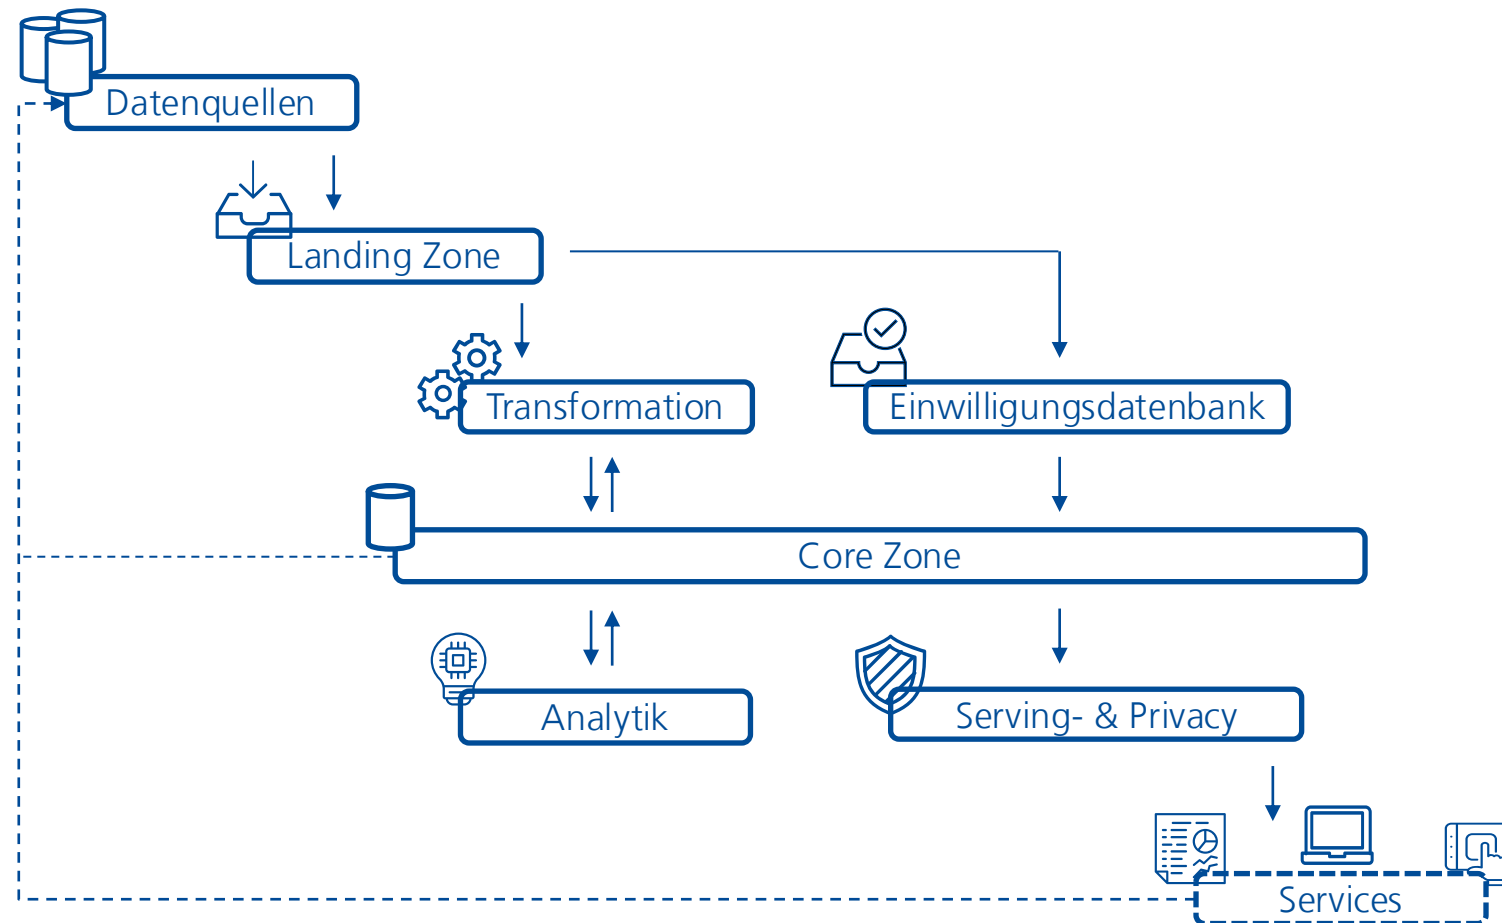 Datenquellen
Landing Zone
Transformation
Einwilligungsdatenbank
Core Zone
Analytik
Serving- & Privacy
Services